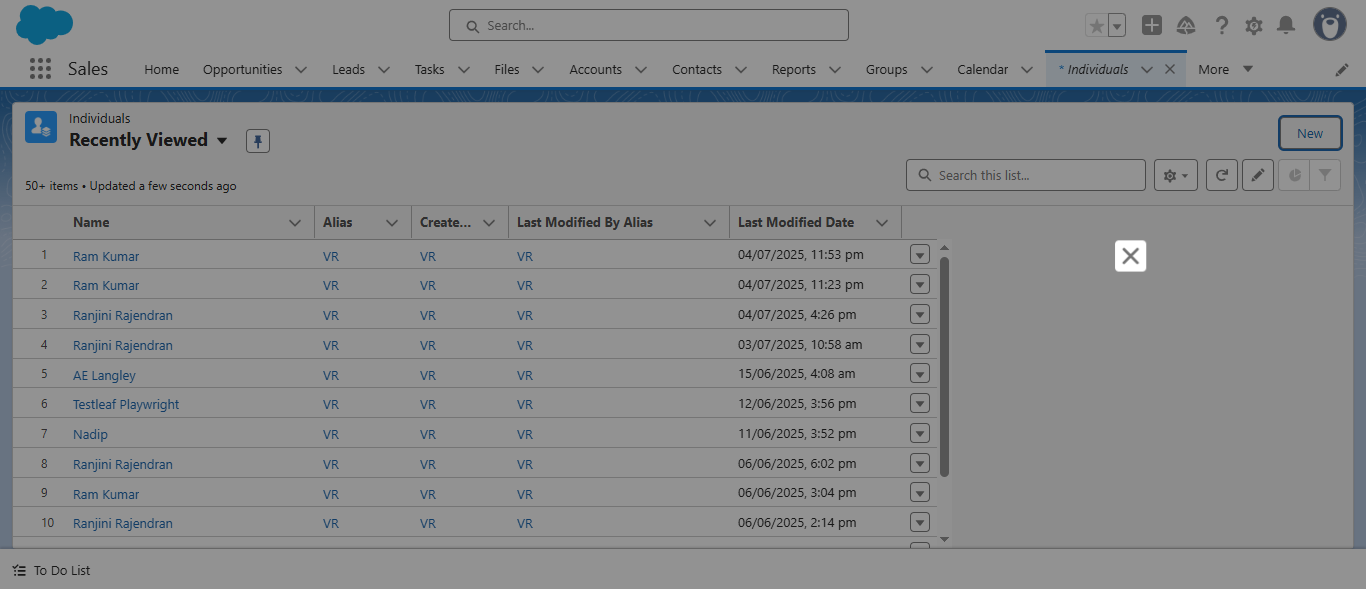 Search...
Sales Home Opportunities Leads Tasks Files Accounts Contacts Reports Groups Calendar * Individuals More
Individuals
Recently Viewed
New
50+ items • Updated a few seconds ago
Search this list...
Name Alias Create... Last Modified By Alias Last Modified Date
1 Ram Kumar VR VR VR 04/07/2025, 11:53 pm
2 Ram Kumar VR VR VR 04/07/2025, 11:23 pm
3 Ranjini Rajendran VR VR VR 04/07/2025, 4:26 pm
4 Ranjini Rajendran VR VR VR 03/07/2025, 10:58 am
5 AE Langley VR VR VR 15/06/2025, 4:08 am
6 Testleaf Playwright VR VR VR 12/06/2025, 3:56 pm
7 Nadip VR VR VR 11/06/2025, 3:52 pm
8 Ranjini Rajendran VR VR VR 06/06/2025, 6:02 pm
9 Ram Kumar VR VR VR 06/06/2025, 3:04 pm
10 Ranjini Rajendran VR VR VR 06/06/2025, 2:14 pm
To Do List